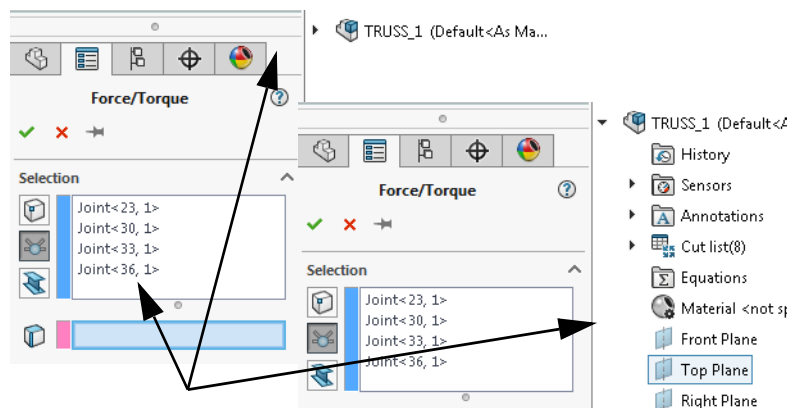 TRUSS_1 (Default<As Ma...
Force/Torque
Selection
Joint<23, 1>
Joint<30, 1>
Joint<33, 1>
Joint<36, 1>
Force/Torque
Selection
Joint<23, 1>
Joint<30, 1>
Joint<33, 1>
Joint<36, 1>
TRUSS_1 (Default<A
History
Sensors
Annotations
Cut list(8)
Equations
Material <not sp
Front Plane
Top Plane
Right Plane